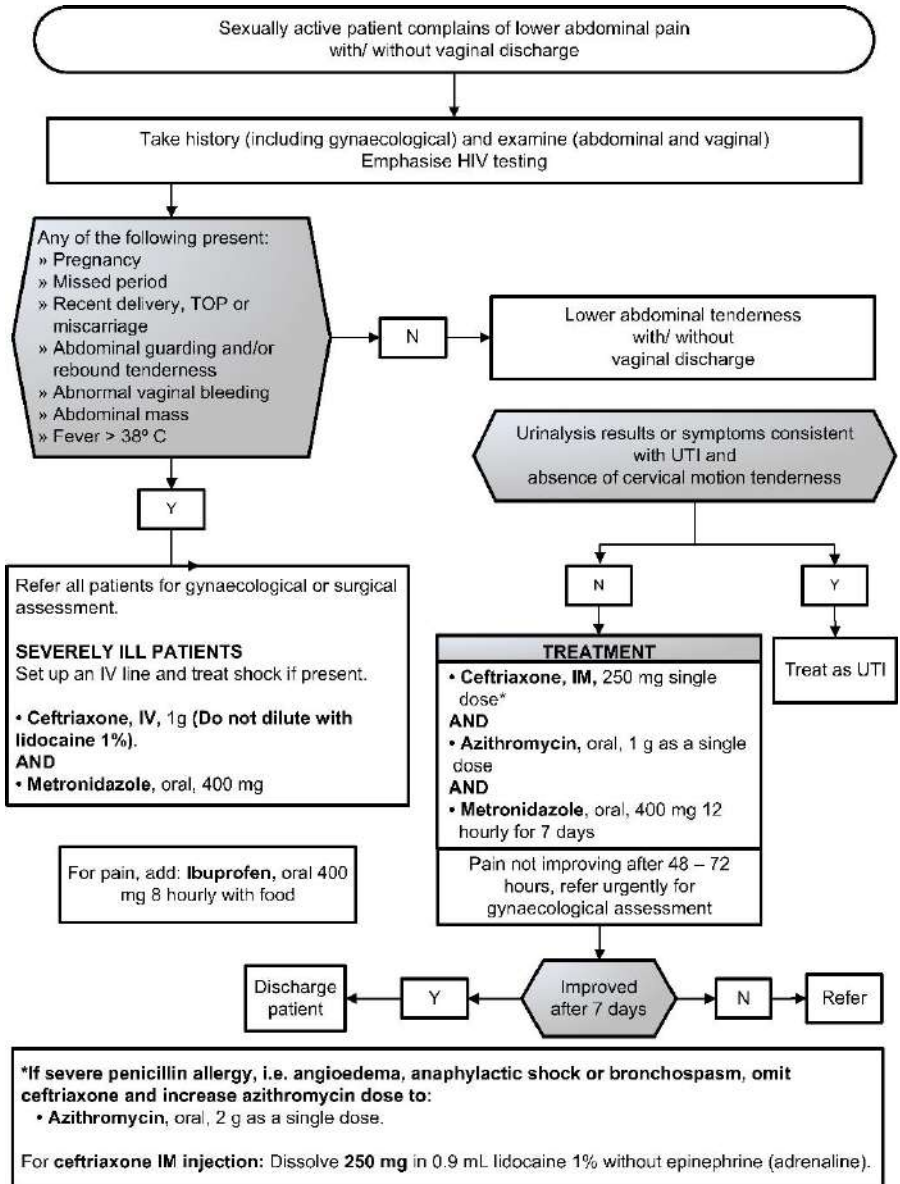 Sexually active patient complains of lower abdominal pain
with/ without vaginal discharge
Take history (including gynaecological) and examine (abdominal and vaginal)
Emphasise HIV testing
Any of the following present:
» Pregnancy
» Missed period
» Recent delivery, TOP or
miscarriage
» Abdominal guarding and/or
rebound tenderness
» Abnormal vaginal bleeding
» Abdominal mass
» Fever > 38º C
N
Lower abdominal tenderness
with/ without
vaginal discharge
Urinalysis results or symptoms consistent
with UTI and
absence of cervical motion tenderness
Y
N
Y
Refer all patients for gynaecological or surgical
assessment.
SEVERELY ILL PATIENTS
Set up an IV line and treat shock if present.
• Ceftriaxone, IV, 1g (Do not dilute with
lidocaine 1%).
AND
• Metronidazole, oral, 400 mg
TREATMENT
• Ceftriaxone, IM, 250 mg single
dose*
AND
• Azithromycin, oral, 1 g as a single
dose
AND
• Metronidazole, oral, 400 mg 12
hourly for 7 days
Pain not improving after 48 – 72
hours, refer urgently for
gynaecological assessment
Treat as UTI
For pain, add: Ibuprofen, oral 400
mg 8 hourly with food
Discharge
patient
Y
Improved
after 7 days
N
Refer
*If severe penicillin allergy, i.e. angioedema, anaphylactic shock or bronchospasm, omit
ceftriaxone and increase azithromycin dose to:
• Azithromycin, oral, 2 g as a single dose.
For ceftriaxone IM injection: Dissolve 250 mg in 0.9 mL lidocaine 1% without epinephrine (adrenaline).